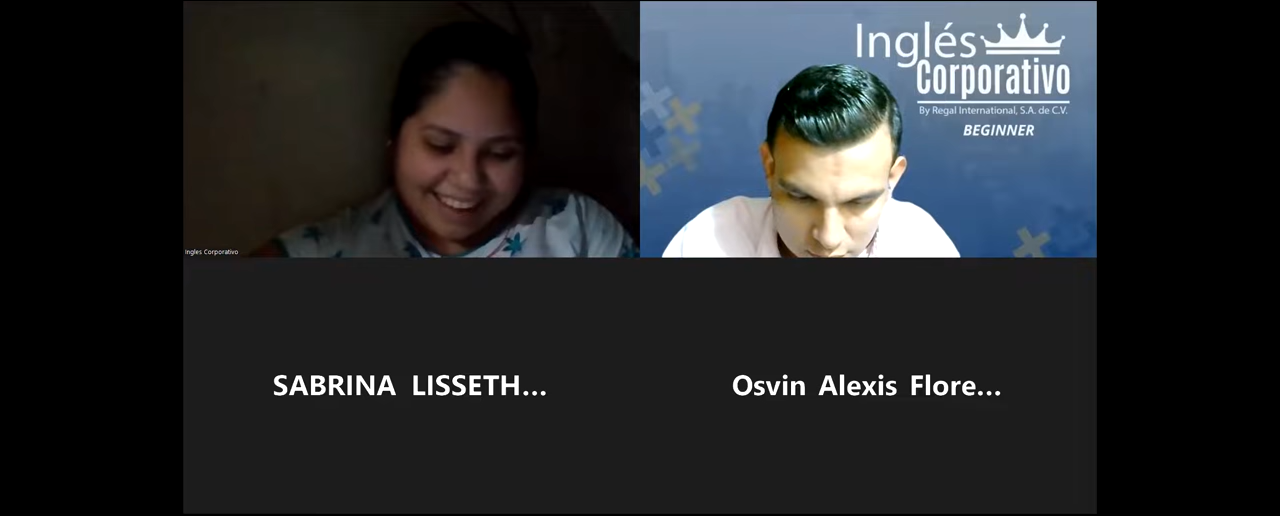 Inglés
Corporativo
By Regal International, S.A. de C.V.
BEGINNER
Ingles Corporativo
SABRINA LISSETH...
Osvin Alexis Flore...